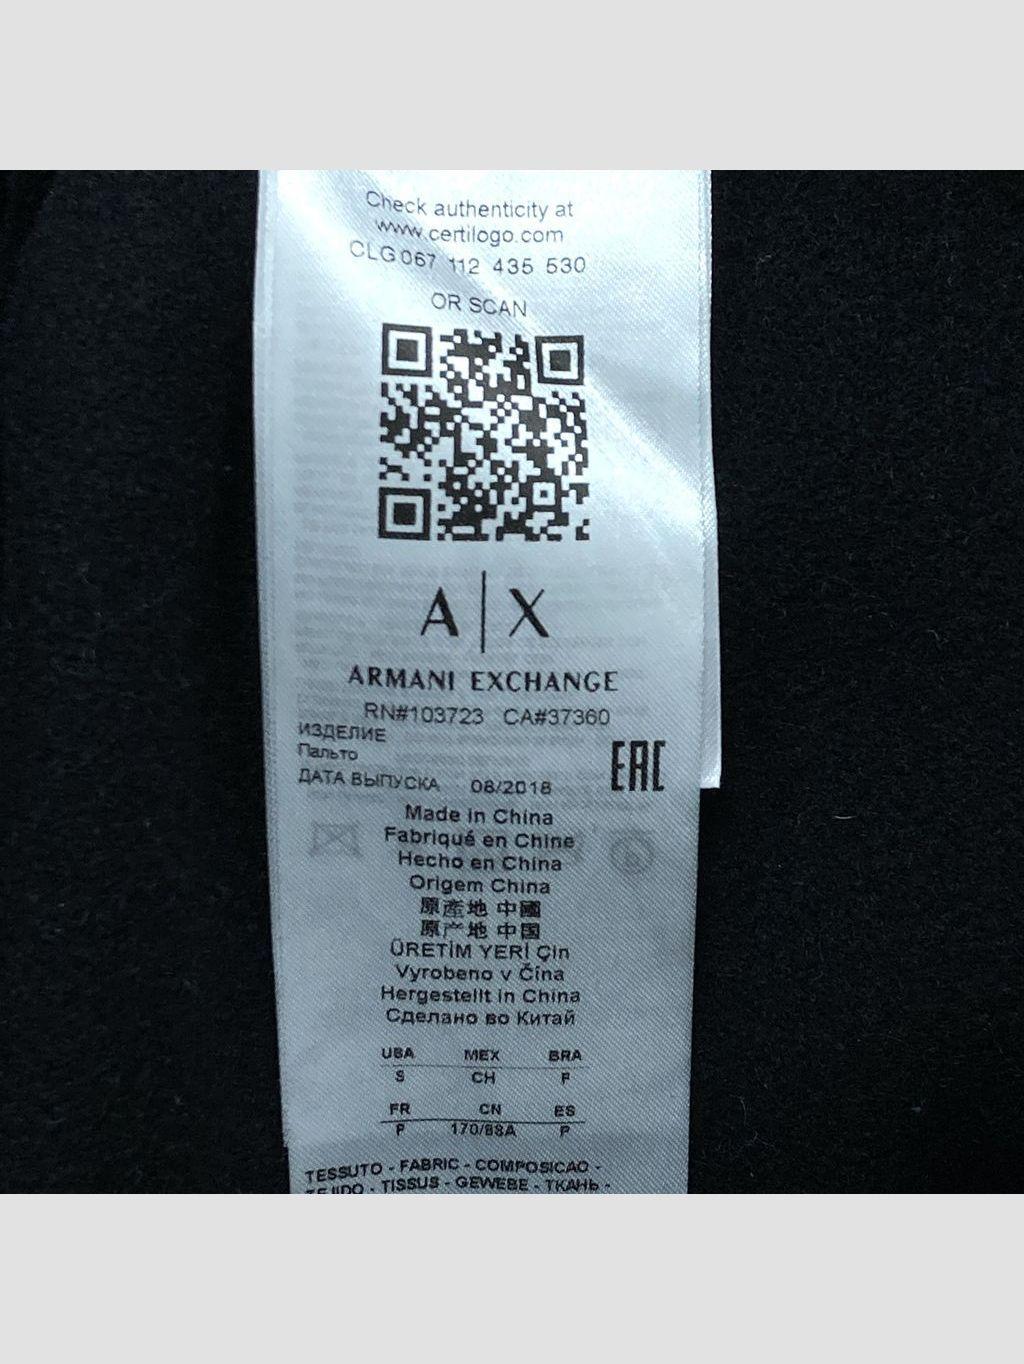 Check authenticity at
www.certilogo.com
CLG 067 112 435 530
OR SCAN
A|X
ARMANI EXCHANGE
RN#103723 CA#37360
ИЗДЕЛИЕ
Пальто
ДАТА ВЫПУСКА 08/2018
EAC
Made in China
Fabriqué en Chine
Hecho en China
Origem China
原產地 中國
原产地 中国
ÜRETİM YERİ Çin
Vyrobeno v Čína
Hergestellt in China
Сделано во Китай
USA MEX BRA
S CH P
FR CN ES
P 170/88A P
TESSUTO - FABRIC - COMPOSICAO -
TEJIDO - TISSUS - GEWEBE - ТКАНЬ -